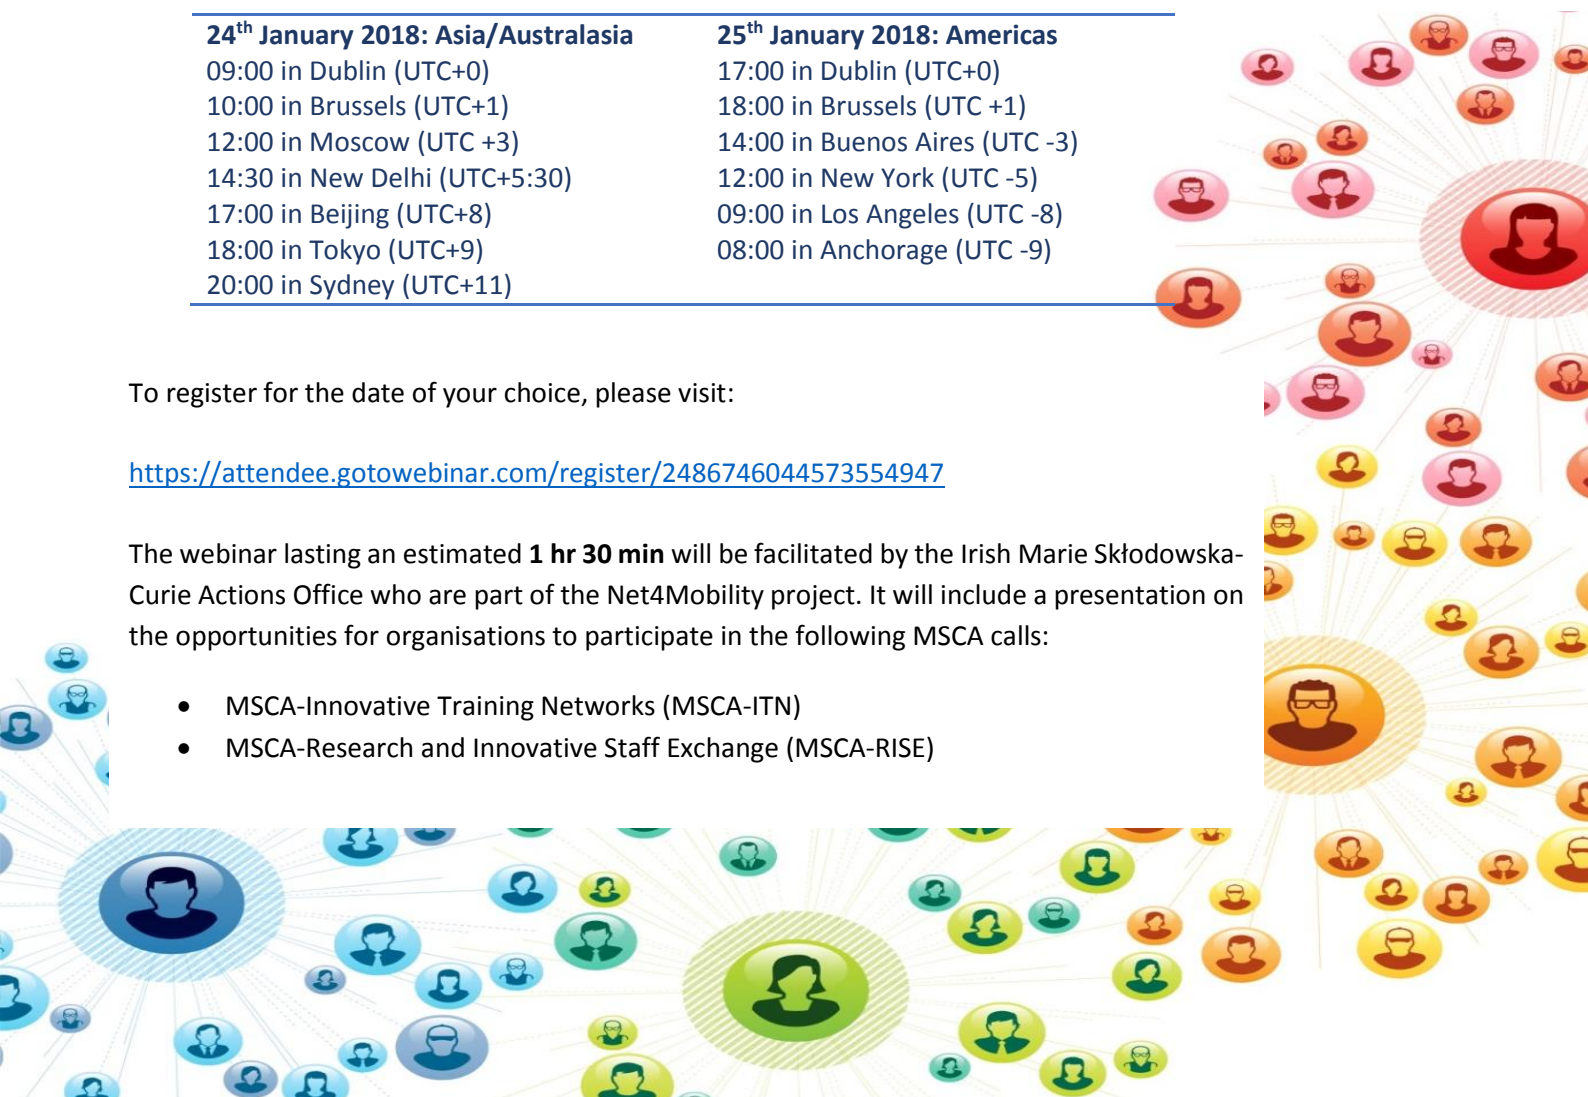 24th January 2018: Asia/Australasia
09:00 in Dublin (UTC+0)
10:00 in Brussels (UTC+1)
12:00 in Moscow (UTC +3)
14:30 in New Delhi (UTC+5:30)
17:00 in Beijing (UTC+8)
18:00 in Tokyo (UTC+9)
20:00 in Sydney (UTC+11)
25th January 2018: Americas
17:00 in Dublin (UTC+0)
18:00 in Brussels (UTC +1)
14:00 in Buenos Aires (UTC -3)
12:00 in New York (UTC -5)
09:00 in Los Angeles (UTC -8)
08:00 in Anchorage (UTC -9)
To register for the date of your choice, please visit:
https://attendee.gotowebinar.com/register/2486746044573554947
The webinar lasting an estimated 1 hr 30 min will be facilitated by the Irish Marie Skłodowska-
Curie Actions Office who are part of the Net4Mobility project. It will include a presentation on
the opportunities for organisations to participate in the following MSCA calls:
• MSCA-Innovative Training Networks (MSCA-ITN)
• MSCA-Research and Innovative Staff Exchange (MSCA-RISE)